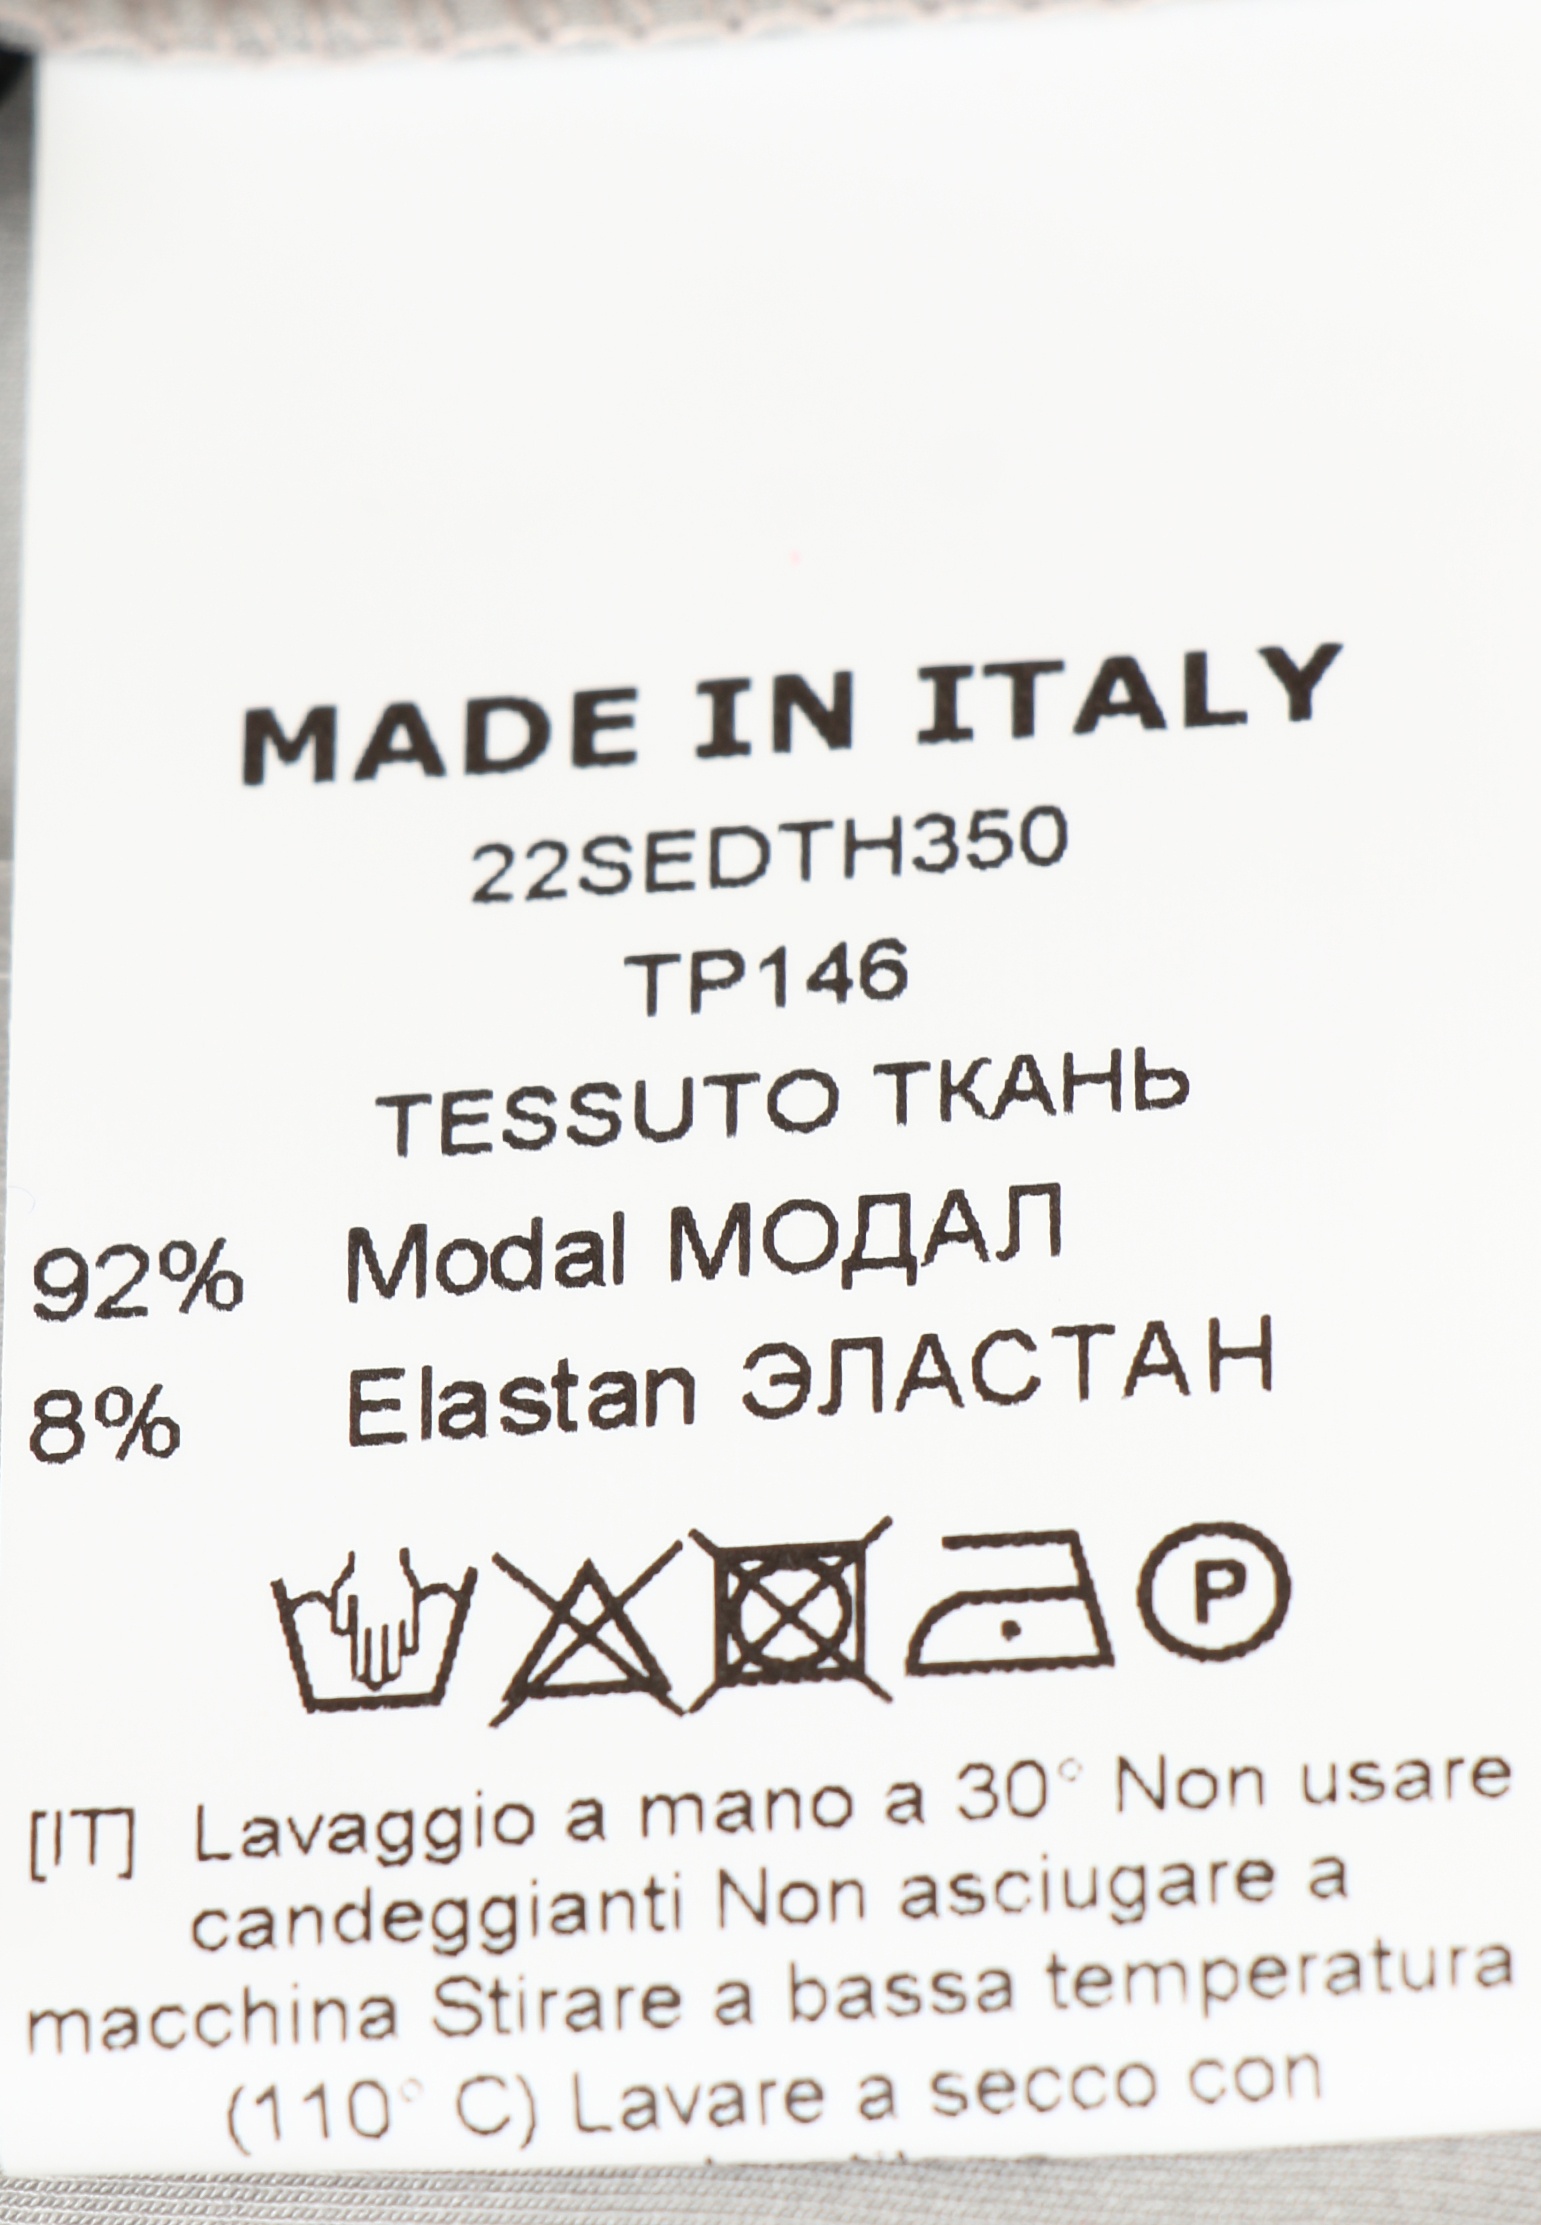 MADE IN ITALY
22SEDTH350
TP146
TESSUTO ТКАНЬ
92% Modal МОДАЛ
8% Elastan ЭЛАСТАН
P
[IT] Lavaggio a mano a 30° Non usare
candeggianti Non asciugare a
macchina Stirare a bassa temperatura
(110° C) Lavare a secco con